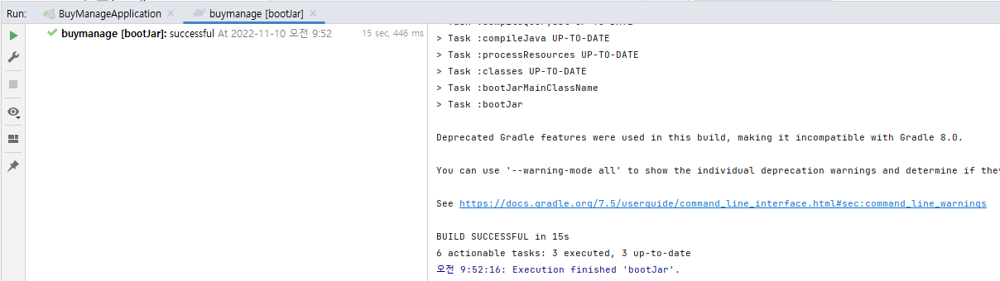 Run:
BuyManageApplication
buymanage [bootJar]
buymanage [bootJar]: successful At 2022-11-10 오전 9:52
15 sec, 446 ms
> Task :compileJava UP-TO-DATE
> Task :processResources UP-TO-DATE
> Task :classes UP-TO-DATE
> Task :bootJarMainClassName
> Task :bootJar
Deprecated Gradle features were used in this build, making it incompatible with Gradle 8.0.
You can use '--warning-mode all' to show the individual deprecation warnings and determine if they
See https://docs.gradle.org/7.5/userguide/command_line_interface.html#sec:command_line_warnings
BUILD SUCCESSFUL in 15s
6 actionable tasks: 3 executed, 3 up-to-date
오전 9:52:16: Execution finished 'bootJar'.